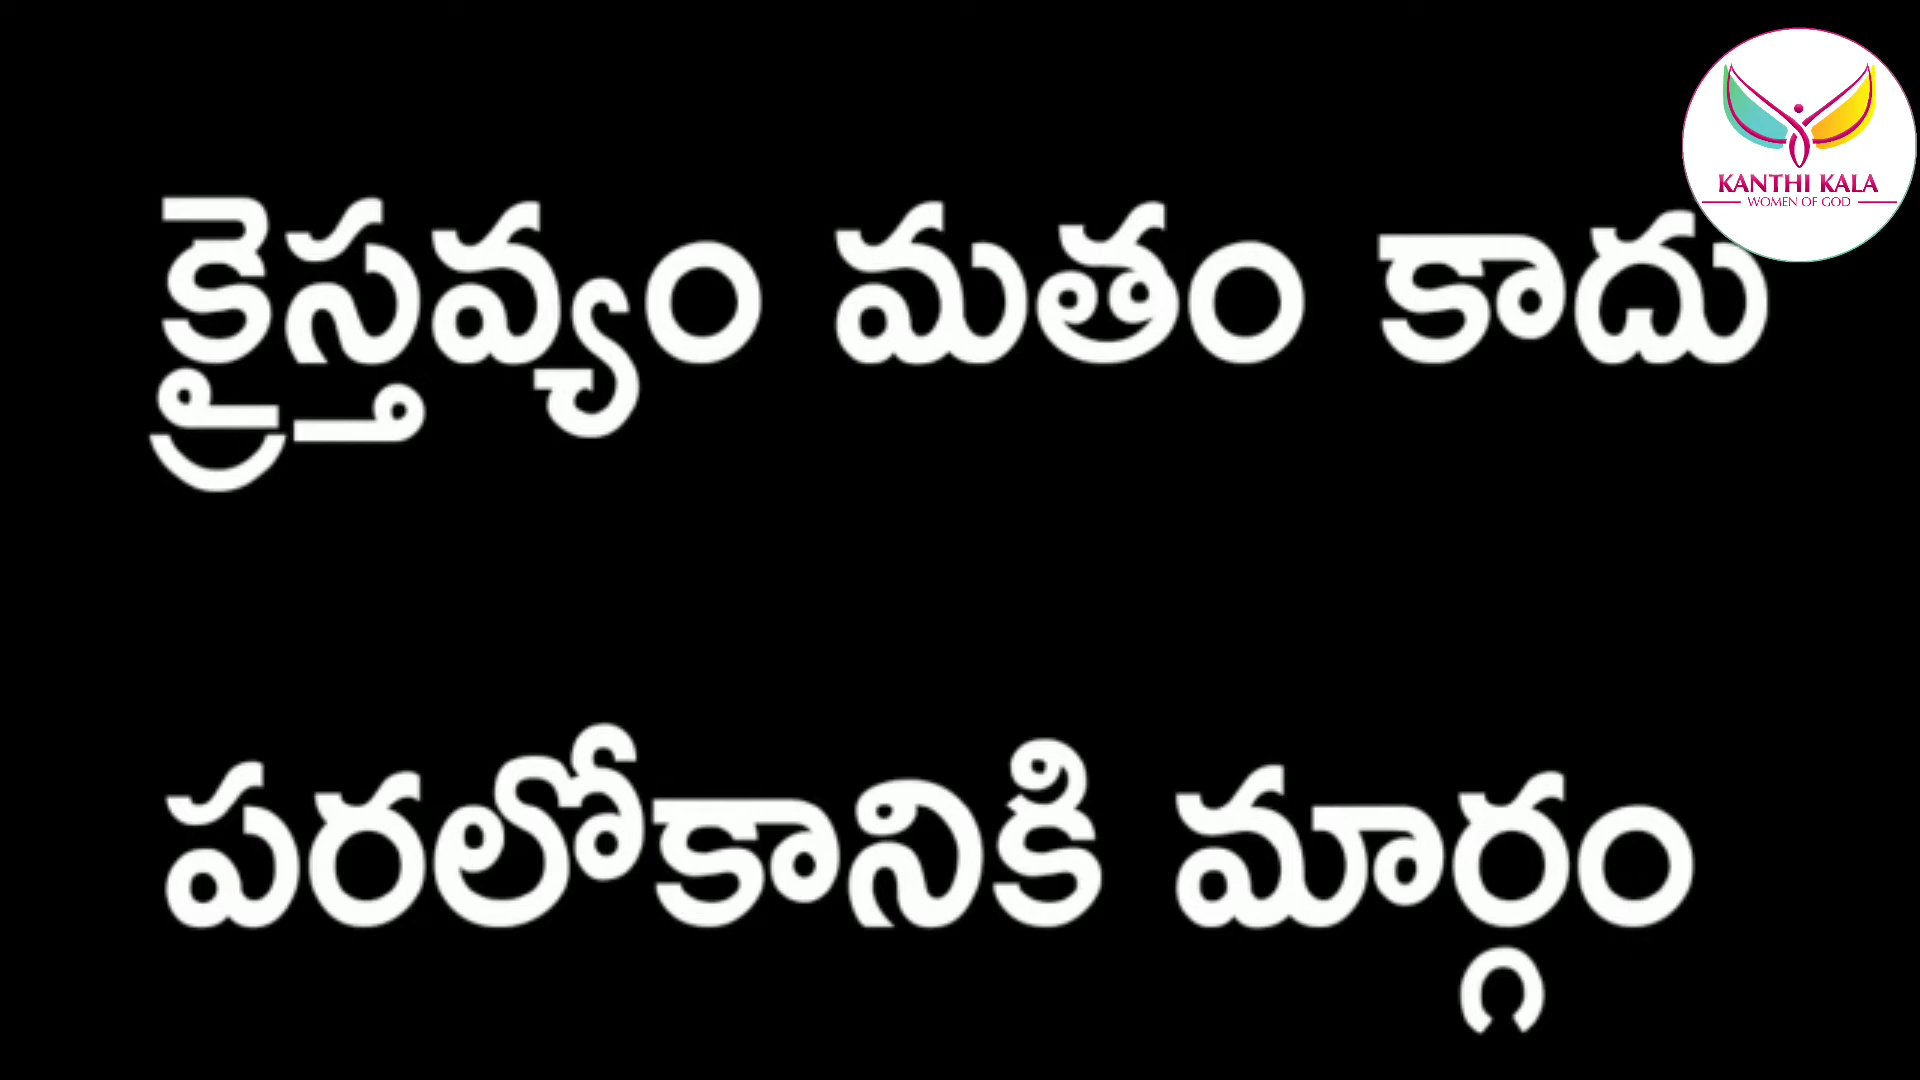 KANTHI KALA
WOMEN OF GOD
క్రైస్తవ్యం మతం కాదు
పరలోకానికి మార్గం